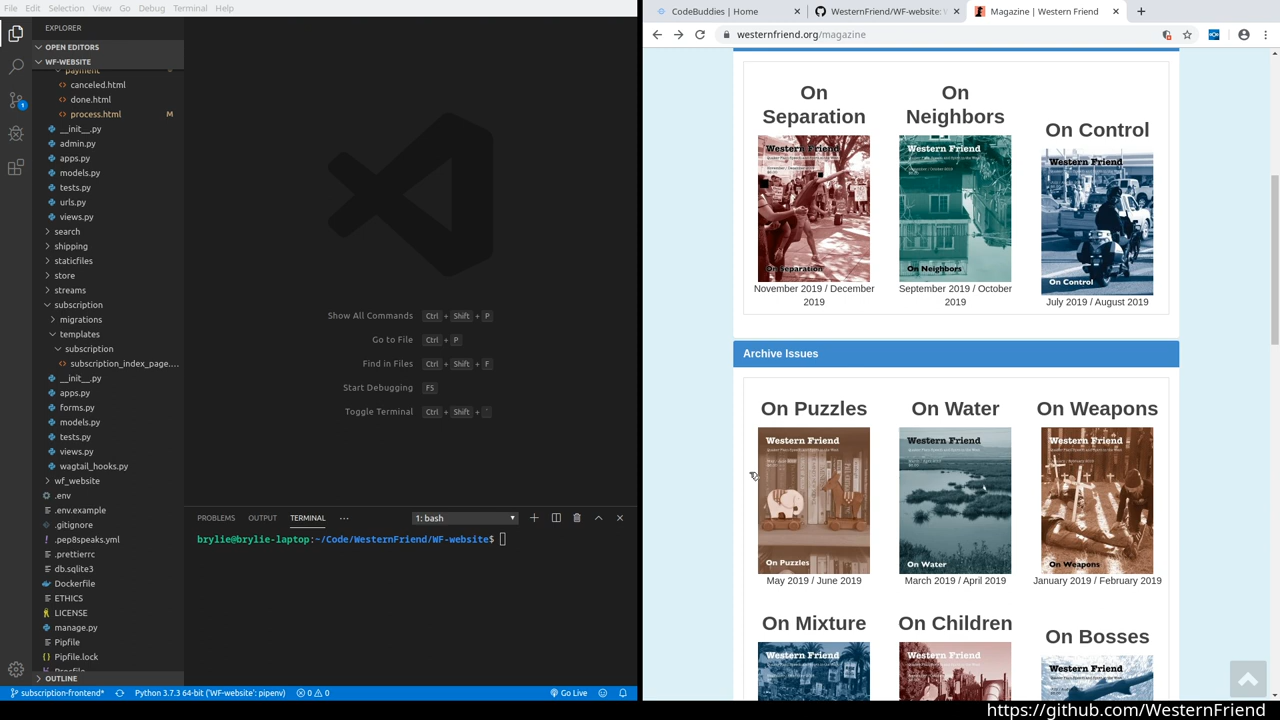 File Edit Selection View Go Debug Terminal Help
EXPLORER
OPEN EDITORS
WF-WEBSITE
payment
canceled.html
done.html
process.html M
__init__.py
admin.py
apps.py
models.py
tests.py
urls.py
views.py
search
shipping
staticfiles
store
streams
subscription
migrations
templates
subscription
subscription_index_page....
__init__.py
apps.py
forms.py
models.py
tests.py
views.py
wagtail_hooks.py
wf_website
.env
.env.example
.gitignore
.pep8speaks.yml
.prettierrc
db.sqlite3
Dockerfile
ETHICS
LICENSE
manage.py
Pipfile
Pipfile.lock
OUTLINE
1
Show All Commands Ctrl + Shift + P
Go to File Ctrl + P
Find in Files Ctrl + Shift + F
Start Debugging F5
Toggle Terminal Ctrl + Shift + `
PROBLEMS OUTPUT TERMINAL ··· 1: bash
brylie@brylie-laptop:~/Code/WesternFriend/WF-website$
subscription-frontend* Python 3.7.3 64-bit ('WF-website': pipenv) 0 0 Go Live
CodeBuddies | Home
WesternFriend/WF-website:
Magazine | Western Friend
westernfriend.org/magazine
On Separation
Western Friend
On Separation
November 2019 / December 2019
On Neighbors
Western Friend
On Neighbors
September 2019 / October 2019
On Control
Western Friend
On Control
July 2019 / August 2019
Archive Issues
On Puzzles
Western Friend
On Puzzles
May 2019 / June 2019
On Water
Western Friend
On Water
March 2019 / April 2019
On Weapons
Western Friend
On Weapons
January 2019 / February 2019
On Mixture
Western Friend
On Children
Western Friend
On Bosses
Western Friend
https://github.com/WesternFriend